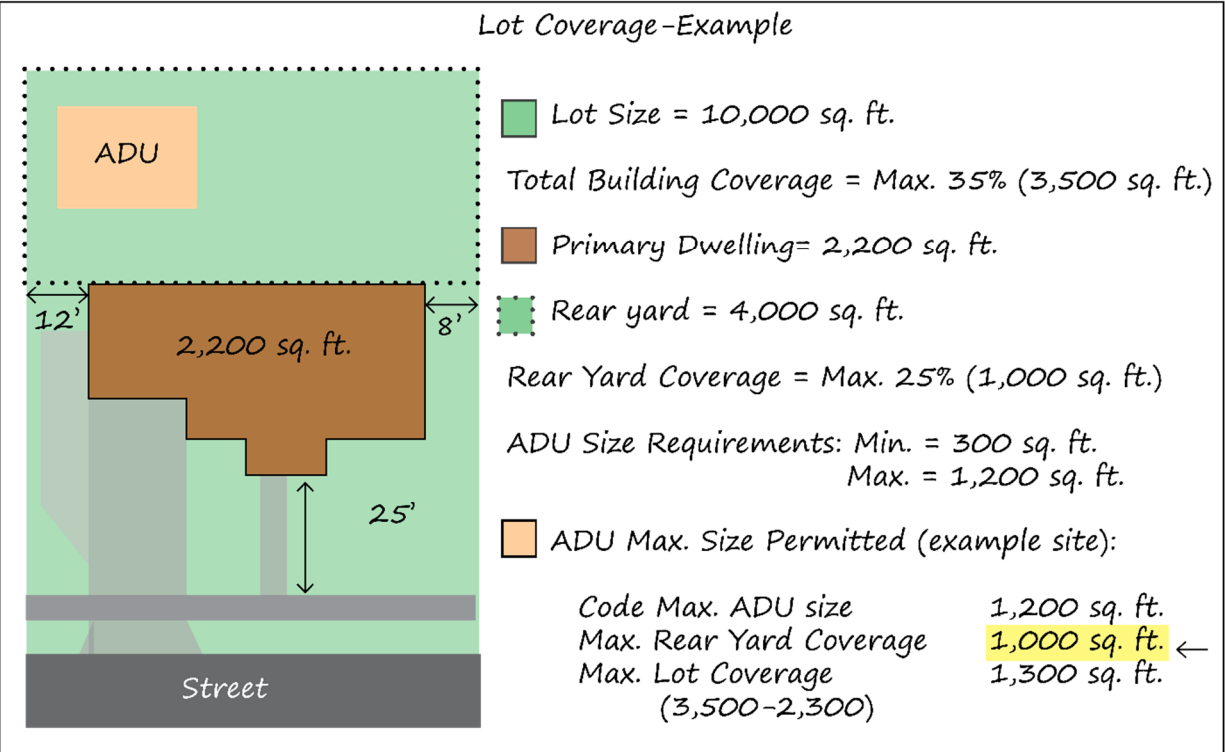 Lot Coverage-Example
ADU
Lot Size = 10,000 sq. ft.
Total Building Coverage = Max. 35% (3,500 sq. ft.)
Primary Dwelling= 2,200 sq. ft.
12'
8'
Rear yard = 4,000 sq. ft.
2,200 sq. ft.
Rear Yard Coverage = Max. 25% (1,000 sq. ft.)
ADU Size Requirements: Min. = 300 sq. ft.
Max. = 1,200 sq. ft.
25'
ADU Max. Size Permitted (example site):
Code Max. ADU size 1,200 sq. ft.
Max. Rear Yard Coverage 1,000 sq. ft. ←
Max. Lot Coverage 1,300 sq. ft.
(3,500-2,300)
Street